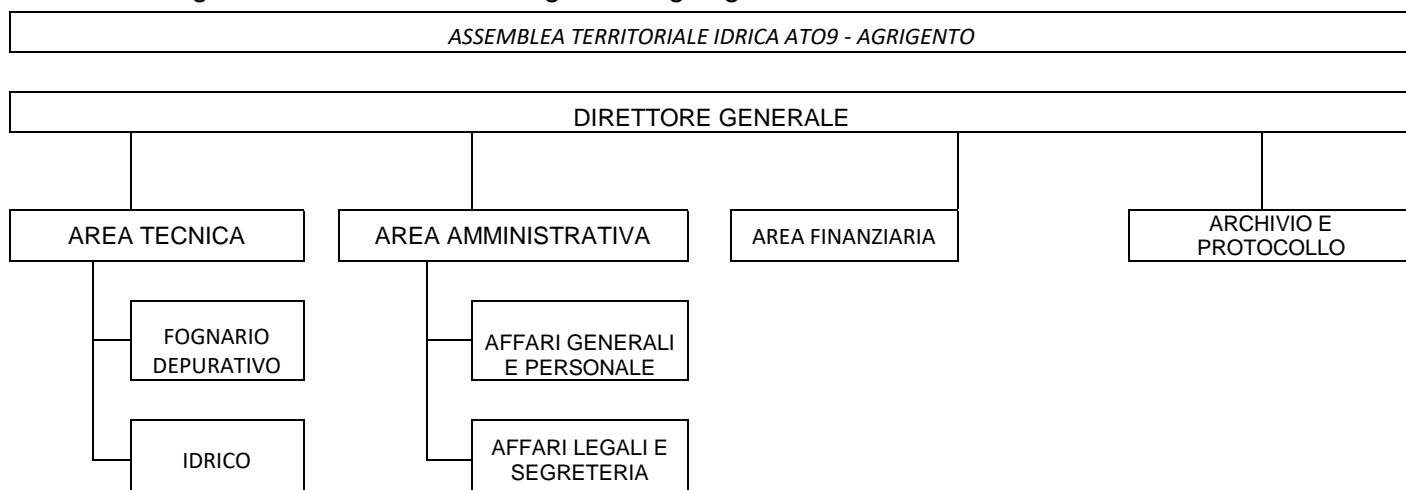 ASSEMBLEA TERRITORIALE IDRICA ATO9 - AGRIGENTO
DIRETTORE GENERALE
AREA TECNICA
AREA AMMINISTRATIVA
AREA FINANZIARIA
ARCHIVIO E
PROTOCOLLO
FOGNARIO
DEPURATIVO
AFFARI GENERALI
E PERSONALE
IDRICO
AFFARI LEGALI E
SEGRETERIA